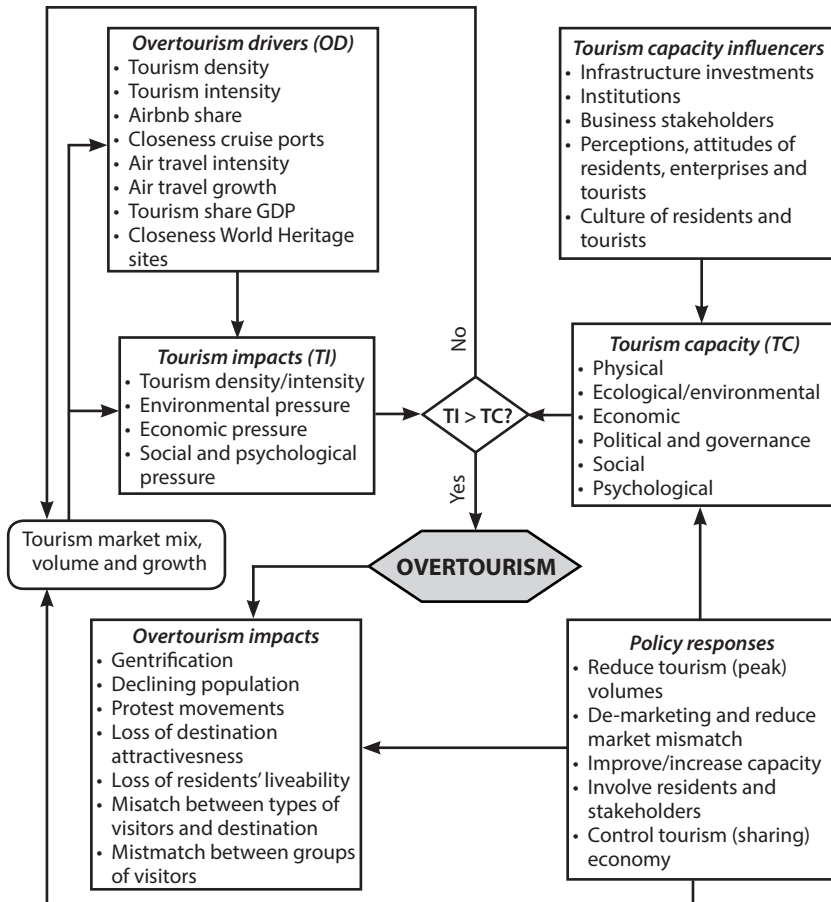 Overtourism drivers (OD)
• Tourism density
• Tourism intensity
• Airbnb share
• Closeness cruise ports
• Air travel intensity
• Air travel growth
• Tourism share GDP
• Closeness World Heritage
sites
Tourism capacity influencers
• Infrastructure investments
• Institutions
• Business stakeholders
• Perceptions, attitudes of
residents, enterprises and
tourists
• Culture of residents and
tourists
Tourism impacts (TI)
• Tourism density/intensity
• Environmental pressure
• Economic pressure
• Social and psychological
pressure
No
TI > TC?
Yes
Tourism capacity (TC)
• Physical
• Ecological/environmental
• Economic
• Political and governance
• Social
• Psychological
Tourism market mix,
volume and growth
OVERTOURISM
Overtourism impacts
• Gentrification
• Declining population
• Protest movements
• Loss of destination
attractivesness
• Loss of residents' liveability
• Misatch between types of
visitors and destination
• Mistmatch between groups
of visitors
Policy responses
• Reduce tourism (peak)
volumes
• De-marketing and reduce
market mismatch
• Improve/increase capacity
• Involve residents and
stakeholders
• Control tourism (sharing)
economy